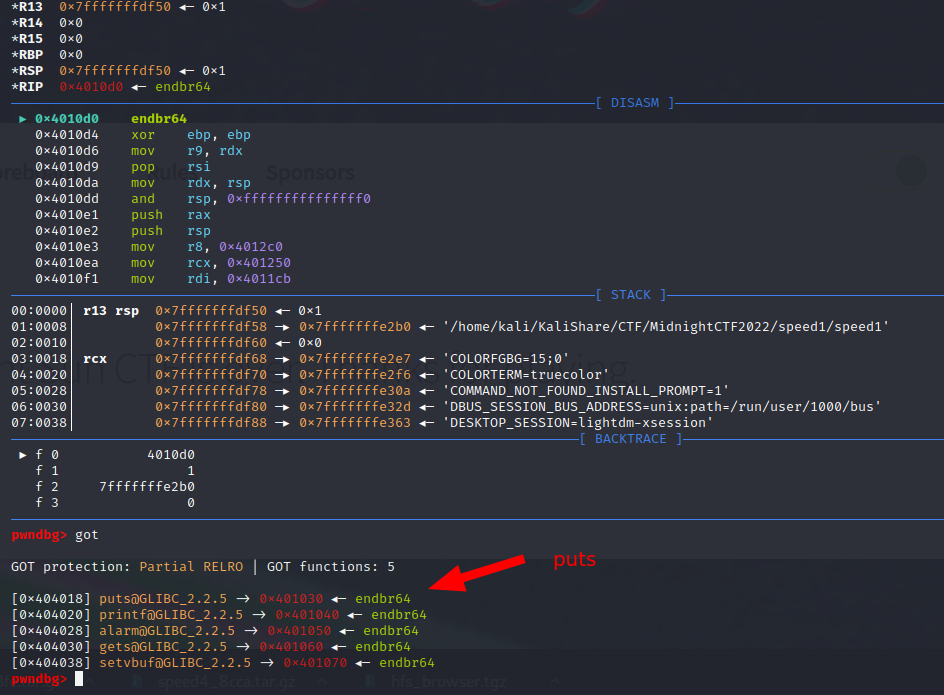 *R13  0×7fffffffdf50 ◂— 0×1
*R14  0×0
*R15  0×0
*RBP  0×0
*RSP  0×7fffffffdf50 ◂— 0×1
*RIP  0×4010d0 ◂— endbr64
[ DISASM ]
► 0×4010d0    endbr64
0×4010d4    xor    ebp, ebp
0×4010d6    mov    r9, rdx
0×4010d9    pop    rsi
0×4010da    mov    rdx, rsp
0×4010dd    and    rsp, 0×fffffffffffffff0
0×4010e1    push   rax
0×4010e2    push   rsp
0×4010e3    mov    r8, 0×4012c0
0×4010ea    mov    rcx, 0×401250
0×4010f1    mov    rdi, 0×4011cb
Sponsors
[ STACK ]
00:0000│ r13 rsp  0×7fffffffdf50 ◂— 0×1
01:0008│          0×7fffffffdf58 —▸ 0×7fffffffe2b0 ◂— '/home/kali/KaliShare/CTF/MidnightCTF2022/speed1/speed1'
02:0010│          0×7fffffffdf60 ◂— 0×0
03:0018│ rcx      0×7fffffffdf68 —▸ 0×7fffffffe2e7 ◂— 'COLORFGBG=15;0'
04:0020│          0×7fffffffdf70 —▸ 0×7fffffffe2f6 ◂— 'COLORTERM=truecolor'
05:0028│          0×7fffffffdf78 —▸ 0×7fffffffe30a ◂— 'COMMAND_NOT_FOUND_INSTALL_PROMPT=1'
06:0030│          0×7fffffffdf80 —▸ 0×7fffffffe32d ◂— 'DBUS_SESSION_BUS_ADDRESS=unix:path=/run/user/1000/bus'
07:0038│          0×7fffffffdf88 —▸ 0×7fffffffe363 ◂— 'DESKTOP_SESSION=lightdm-xsession'
[ BACKTRACE ]
► f 0           4010d0
f 1                1
f 2     7fffffffe2b0
f 3                0
pwndbg> got
GOT protection: Partial RELRO | GOT functions: 5
puts
[0×404018] puts@GLIBC_2.2.5 → 0×401030 ◂— endbr64
[0×404020] printf@GLIBC_2.2.5 → 0×401040 ◂— endbr64
[0×404028] alarm@GLIBC_2.2.5 → 0×401050 ◂— endbr64
[0×404030] gets@GLIBC_2.2.5 → 0×401060 ◂— endbr64
[0×404038] setvbuf@GLIBC_2.2.5 → 0×401070 ◂— endbr64
pwndbg>
speed4_8cca.tar.gz    hfs_browser.tgz